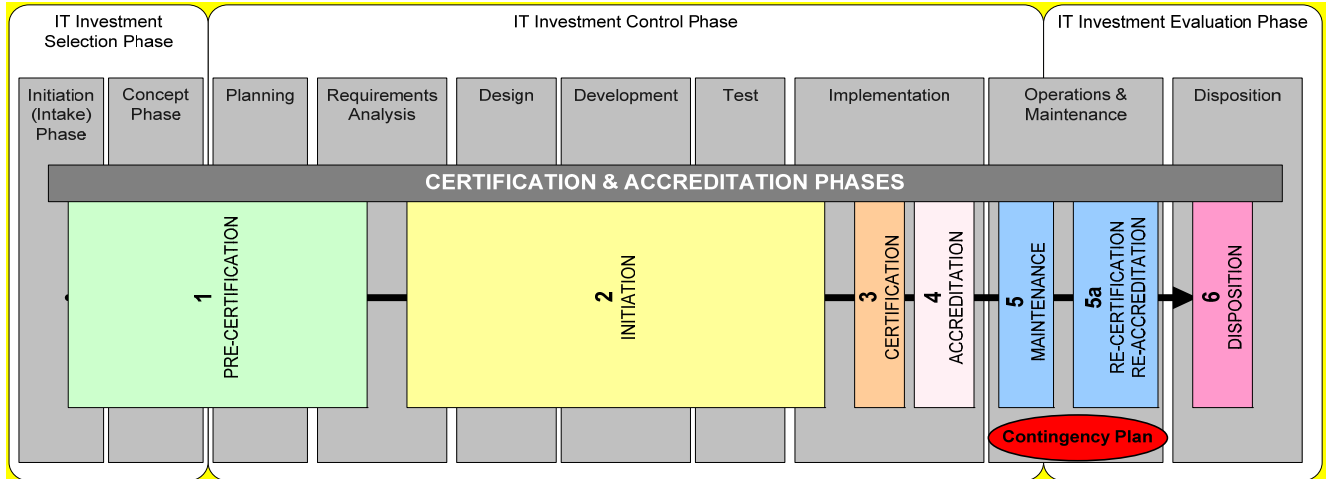 IT Investment
Selection Phase
IT Investment Control Phase
IT Investment Evaluation Phase
Initiation
(Intake)
Phase
Concept
Phase
Planning
Requirements
Analysis
Design
Development
Test
Implementation
Operations &
Maintenance
Disposition
CERTIFICATION & ACCREDITATION PHASES
1
PRE-CERTIFICATION
2
INITIATION
3
CERTIFICATION
4
ACCREDITATION
5
MAINTENANCE
5a
RE-CERTIFICATION
RE-ACCREDITATION
6
DISPOSITION
Contingency Plan